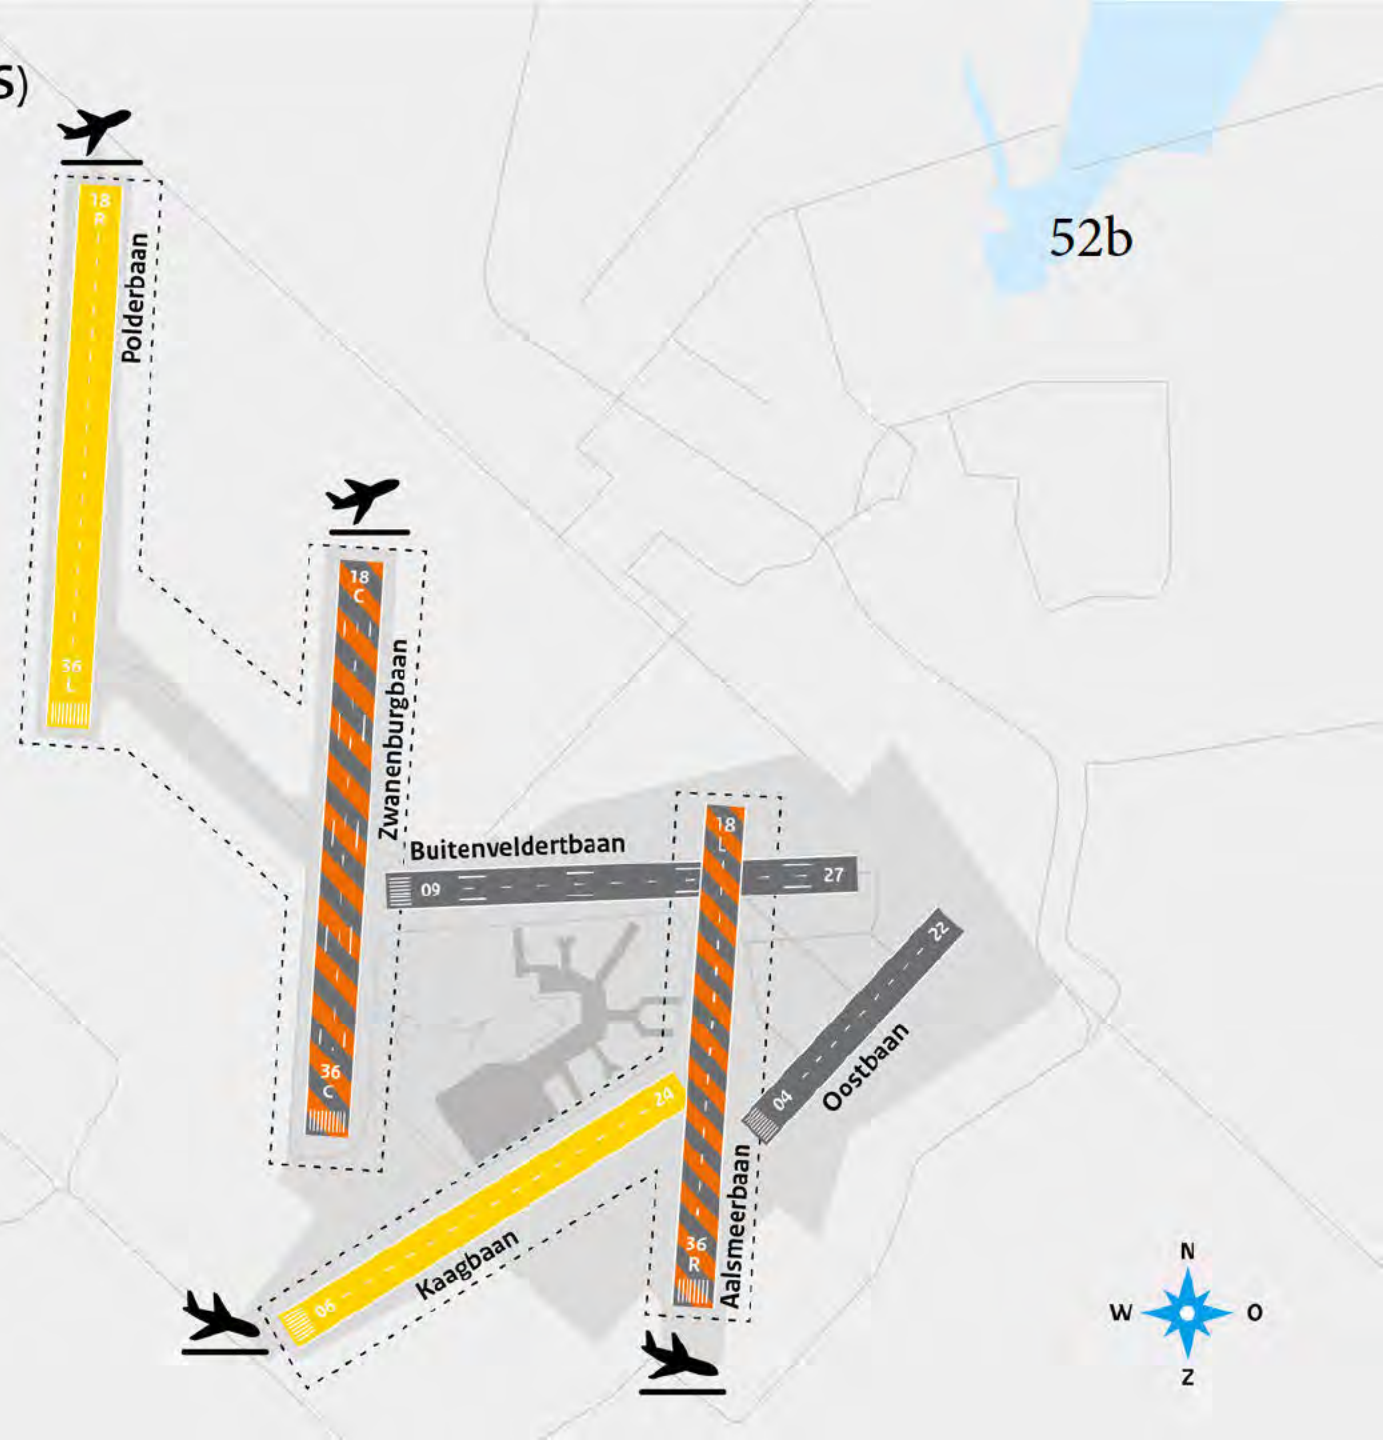 S)
52b
18
R
Polderbaan
36
L
18
C
Zwanenburgbaan
36
C
Buitenveldertbaan
09
27
18
L
36
R
Aalsmeerbaan
22
04
Oostbaan
24
06
Kaagbaan
N
W
O
Z